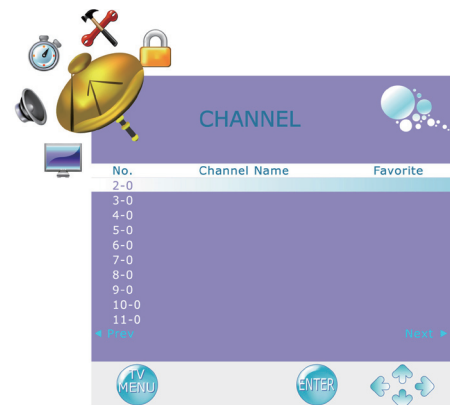 CHANNEL
No. Channel Name Favorite
2-0
3-0
4-0
5-0
6-0
7-0
8-0
9-0
10-0
11-0
Prev Next
TV
MENU
ENTER